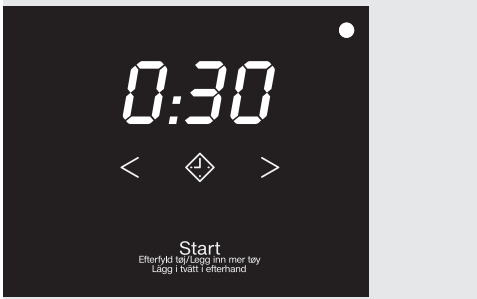 0:30
< >
Start
Efterfyld tøj/Legg inn mer tøy
Lägg i tvätt i efterhand